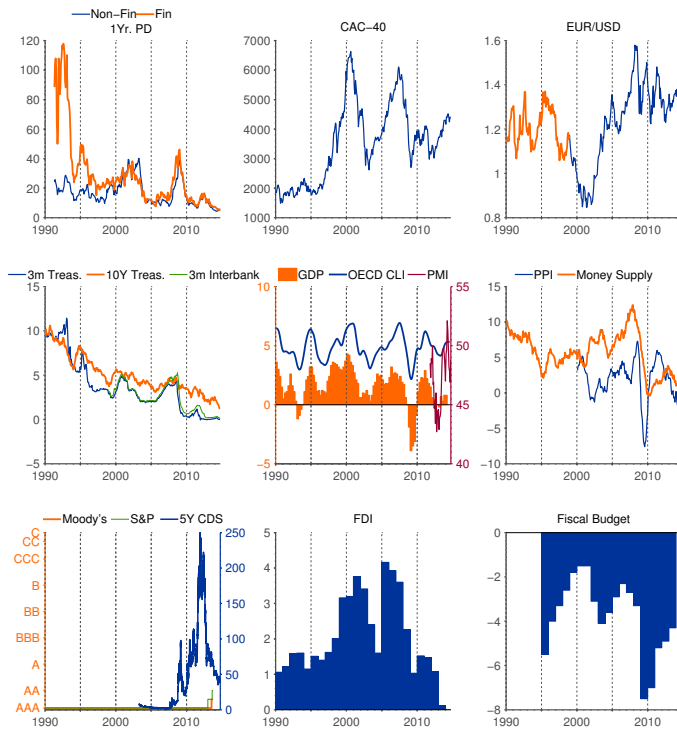 Non−Fin Fin
1Yr. PD
CAC−40
EUR/USD
120
100
80
60
40
20
0
1990 2000 2010
7000
6000
5000
4000
3000
2000
1000
1990 2000 2010
1.6
1.4
1.2
1
0.8
1990 2000 2010
3m Treas. 10Y Treas. 3m Interbank
GDP OECD CLI PMI
PPI Money Supply
15
10
5
0
−5
1990 2000 2010
10
5
0
−5
55
50
45
40
1990 2000 2010
15
10
5
0
−5
−10
1990 2000 2010
Moody's S&P 5Y CDS
FDI
Fiscal Budget
C
CC
CCC
B
BB
BBB
A
AA
AAA
250
200
150
100
50
0
1990 2000 2010
5
4
3
2
1
0
1990 2000 2010
0
−2
−4
−6
−8
1990 2000 2010